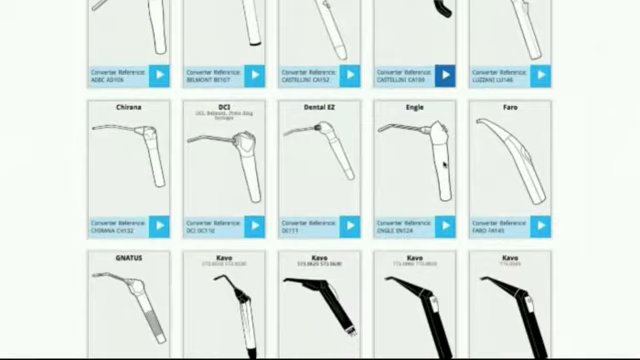 Converter Reference:
ADEC AD106
Converter Reference:
BELMONT BE107
Converter Reference:
CASTELLINI CA152
Converter Reference:
CASTELLINI CA109
Converter Reference:
LUZZANI LU146
Chirana
DCI
Dental EZ
Engle
Faro
Converter Reference:
CHIRANA CH132
Converter Reference:
DCI DC110
Converter Reference:
DE111
Converter Reference:
ENGLE EN124
Converter Reference:
FARO FA145
GNATUS
Kavo
Kavo
Kavo
Kavo